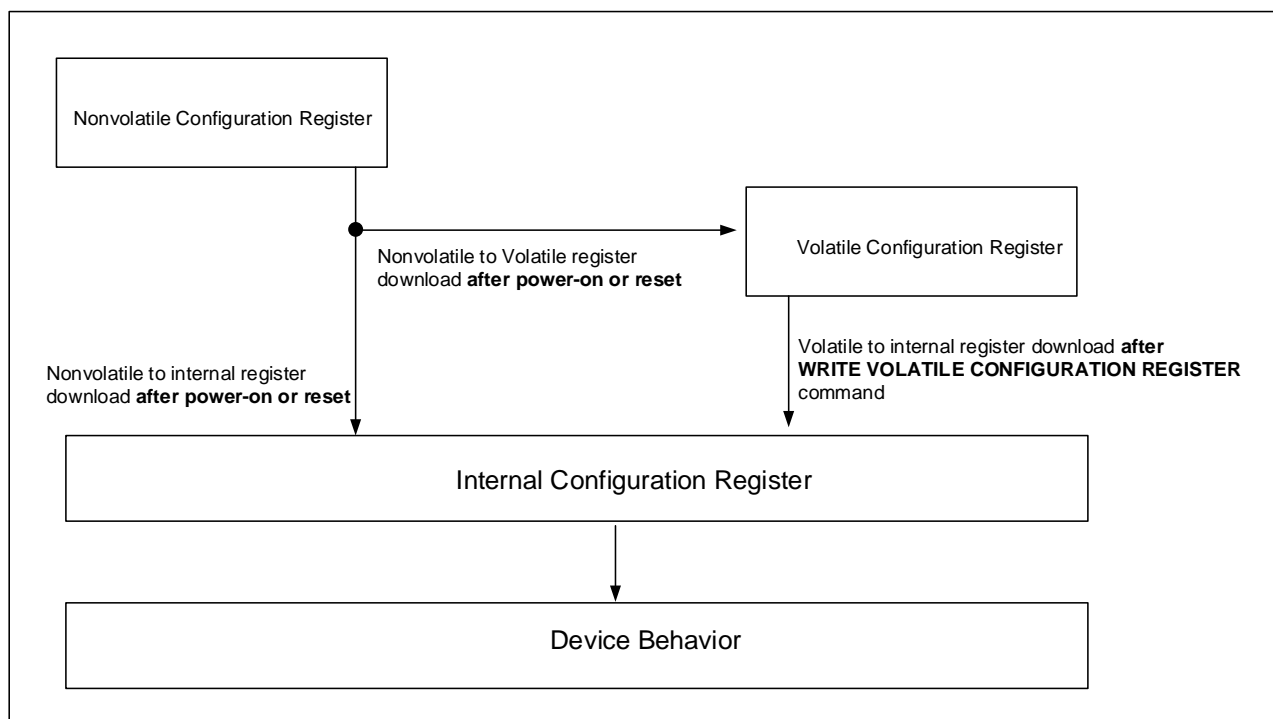 Nonvolatile Configuration Register
Volatile Configuration Register
Nonvolatile to Volatile register
download after power-on or reset
Volatile to internal register download after
WRITE VOLATILE CONFIGURATION REGISTER
command
Nonvolatile to internal register
download after power-on or reset
Internal Configuration Register
Device Behavior